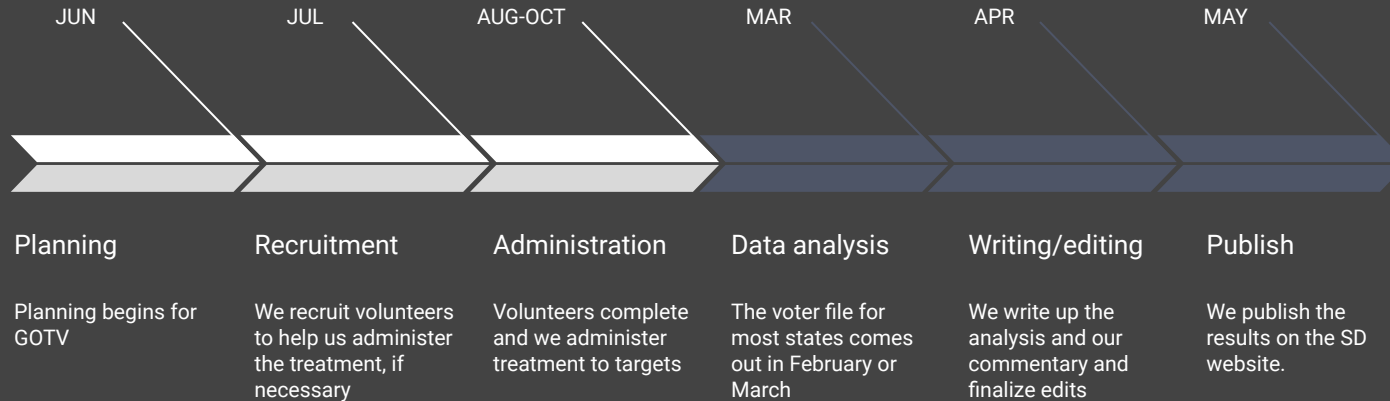 JUN
JUL
AUG-OCT
MAR
APR
MAY
Planning
Recruitment
Administration
Data analysis
Writing/editing
Publish
Planning begins for
GOTV
We recruit volunteers
to help us administer
the treatment, if
necessary
Volunteers complete
and we administer
treatment to targets
The voter file for
most states comes
out in February or
March
We write up the
analysis and our
commentary and
finalize edits
We publish the
results on the SD
website.